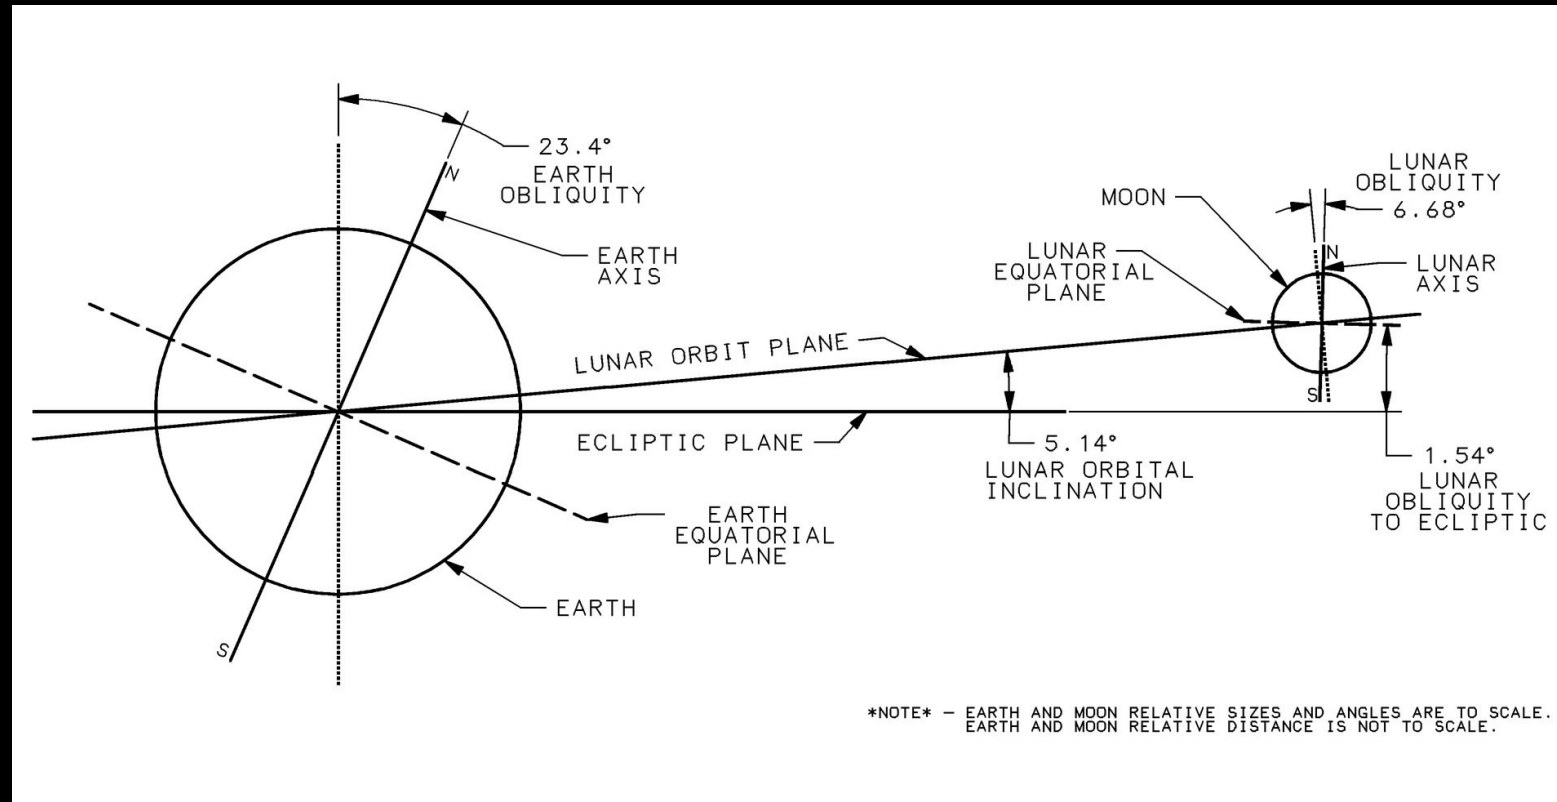 23.4°
EARTH
OBLIQUITY
N
EARTH
AXIS
LUNAR
OBLIQUITY
6.68°
MOON
LUNAR
EQUATORIAL
PLANE
N
LUNAR
AXIS
LUNAR ORBIT PLANE
S
ECLIPTIC PLANE
5.14°
LUNAR ORBITAL
INCLINATION
1.54°
LUNAR
OBLIQUITY
TO ECLIPTIC
EARTH
EQUATORIAL
PLANE
EARTH
S
*NOTE* – EARTH AND MOON RELATIVE SIZES AND ANGLES ARE TO SCALE.
EARTH AND MOON RELATIVE DISTANCE IS NOT TO SCALE.